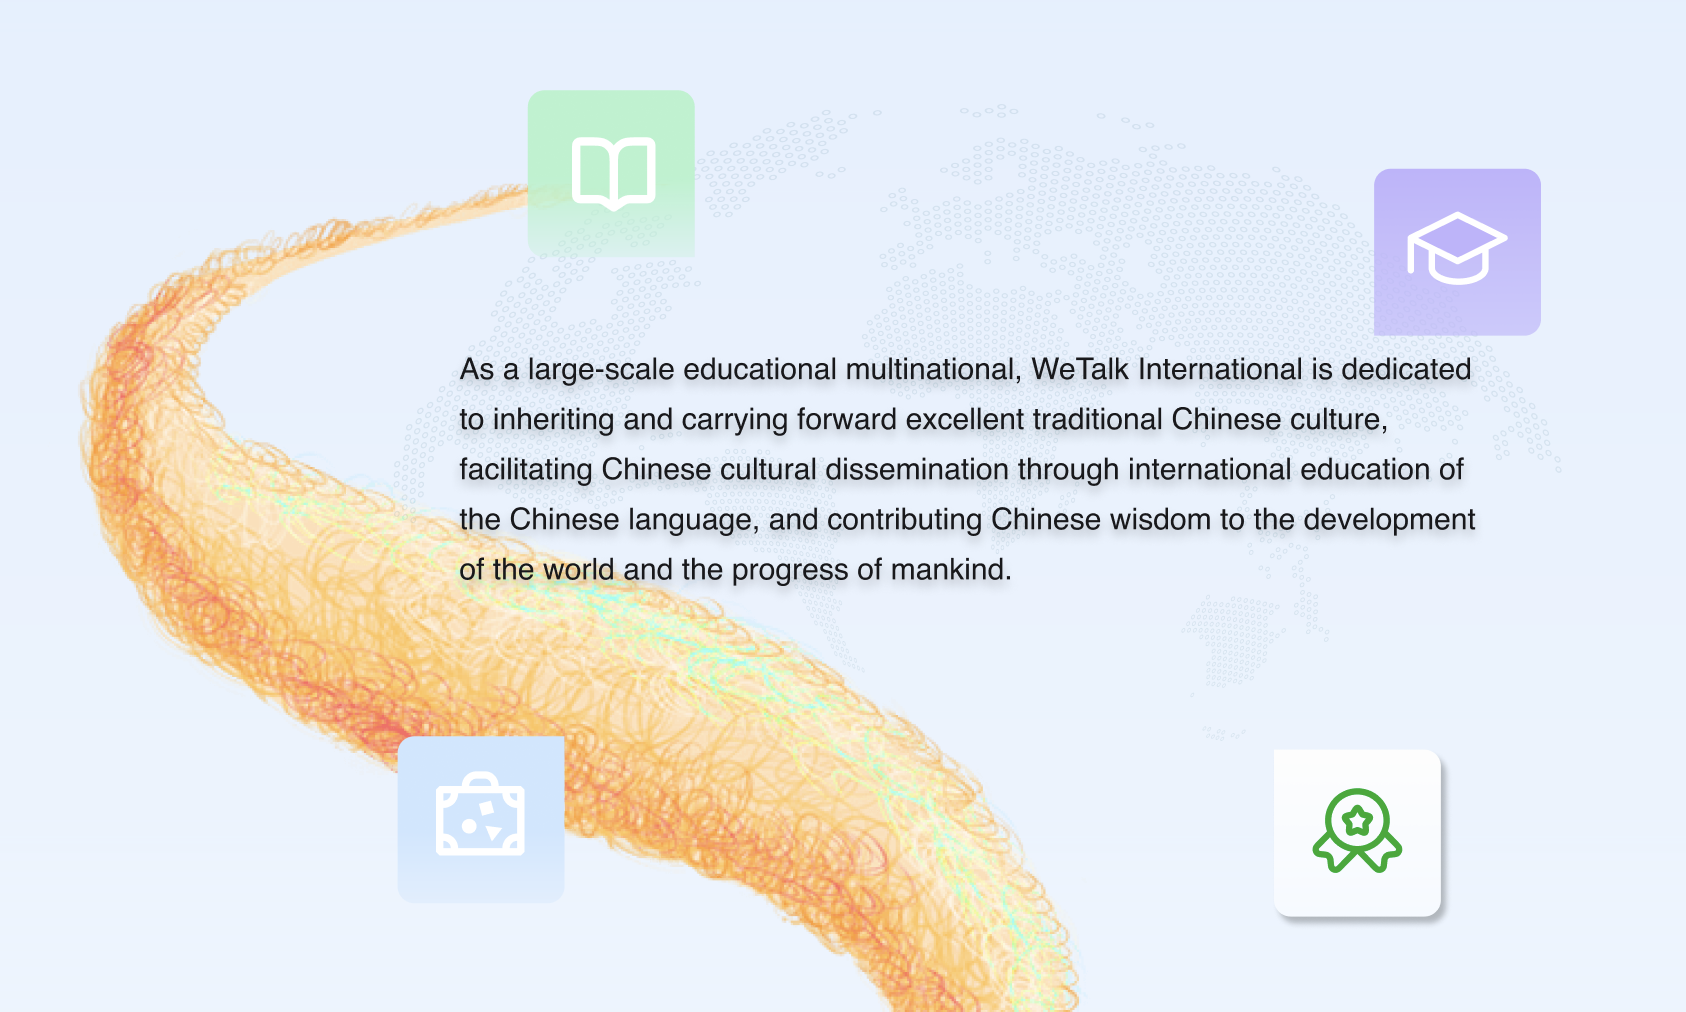 As a large-scale educational multinational, WeTalk International is dedicated
to inheriting and carrying forward excellent traditional Chinese culture,
facilitating Chinese cultural dissemination through international education of
the Chinese language, and contributing Chinese wisdom to the development
of the world and the progress of mankind.